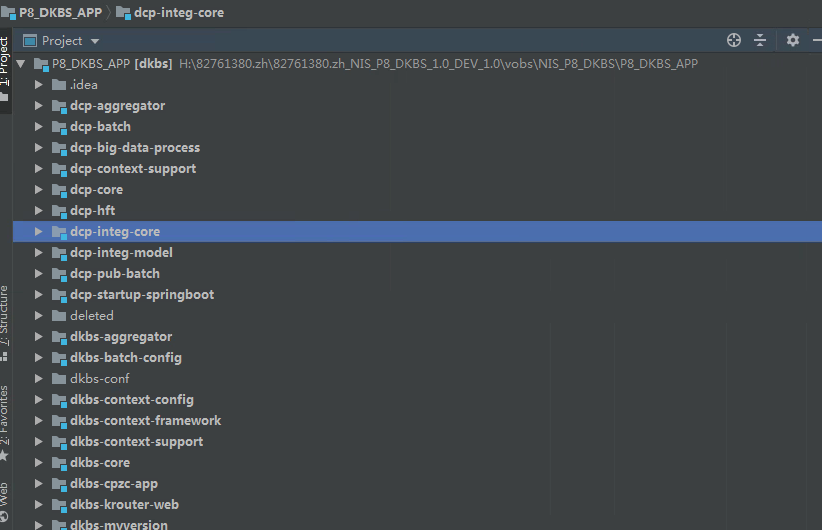 P8_DKBS_APP dcp-integ-core
Project
P8_DKBS_APP [dkbs] H:\82761380.zh\82761380.zh_NIS_P8_DKBS_1.0_DEV_1.0\vobs\NIS_P8_DKBS\P8_DKBS_APP
.idea
dcp-aggregator
dcp-batch
dcp-big-data-process
dcp-context-support
dcp-core
dcp-hft
dcp-integ-core
dcp-integ-model
dcp-pub-batch
dcp-startup-springboot
deleted
dkbs-aggregator
dkbs-batch-config
dkbs-conf
dkbs-context-config
dkbs-context-framework
dkbs-context-support
dkbs-core
dkbs-cpzc-app
dkbs-krouter-web
dkbs-myversion
1: Project
7: Structure
2: Favorites
Web